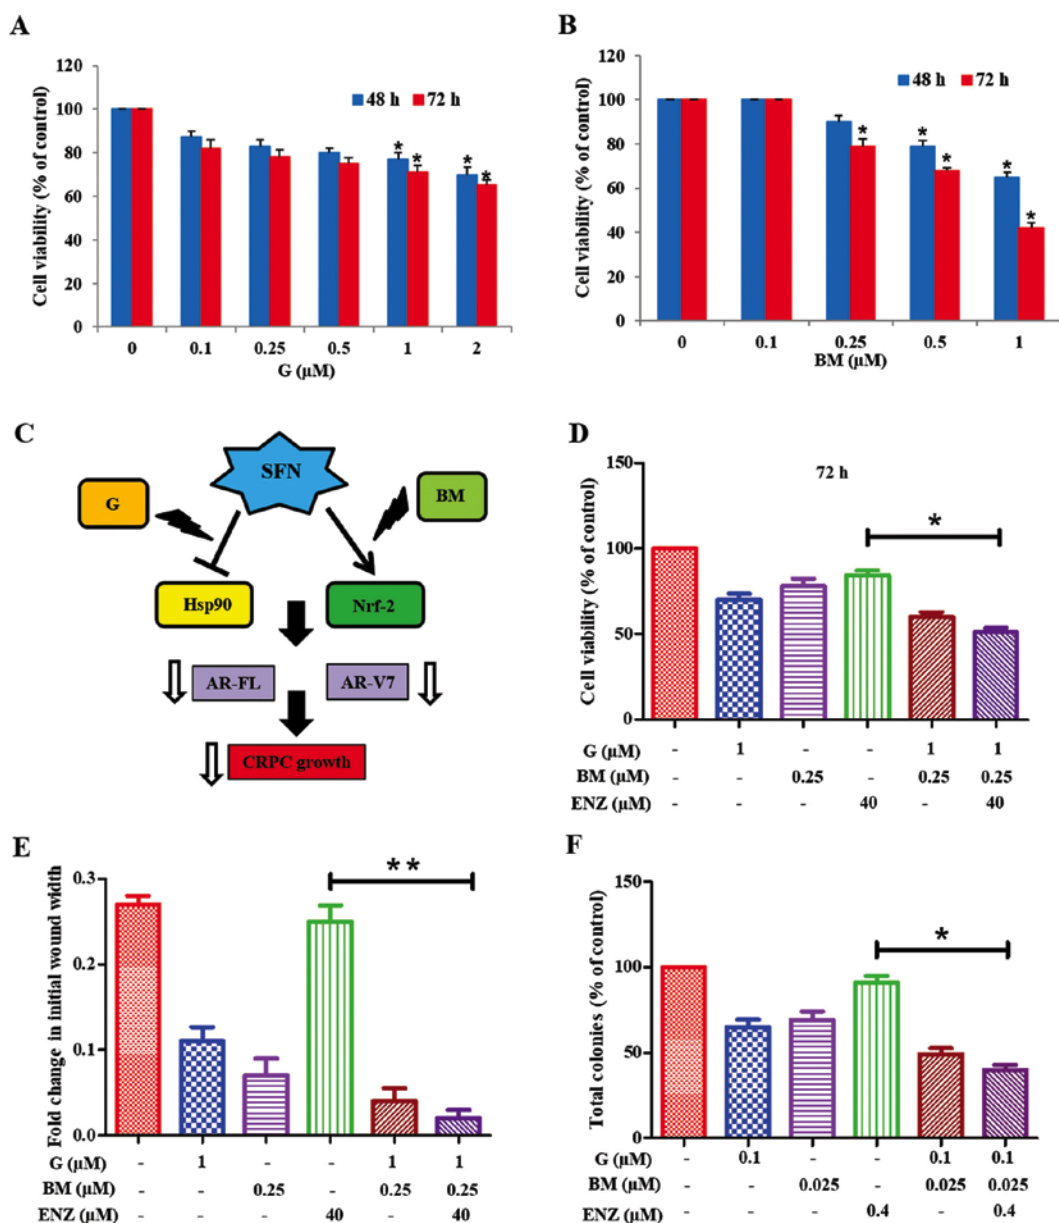 A
120
100
80
60
40
20
0
Cell viability (% of control)
48 h 72 h
* * * *
0 0.1 0.25 0.5 1 2
G (µM)
B
120
100
80
60
40
20
0
Cell viability (% of control)
48 h 72 h
* * * * *
0 0.1 0.25 0.5 1
BM (µM)
C
SFN
G
BM
Hsp90
Nrf-2
AR-FL
AR-V7
CRPC growth
D
150
100
50
0
Cell viability (% of control)
72 h
*
G (µM) - 1 - - 1 1
BM (µM) - - 0.25 - 0.25 0.25
ENZ (µM) - - - 40 - 40
E
0.3
0.2
0.1
0.0
Fold change in initial wound width
**
G (µM) - 1 - - 1 1
BM (µM) - - 0.25 - 0.25 0.25
ENZ (µM) - - - 40 - 40
F
150
100
50
0
Total colonies (% of control)
*
G (µM) - 0.1 - - 0.1 0.1
BM (µM) - - 0.025 - 0.025 0.025
ENZ (µM) - - - 0.4 - 0.4